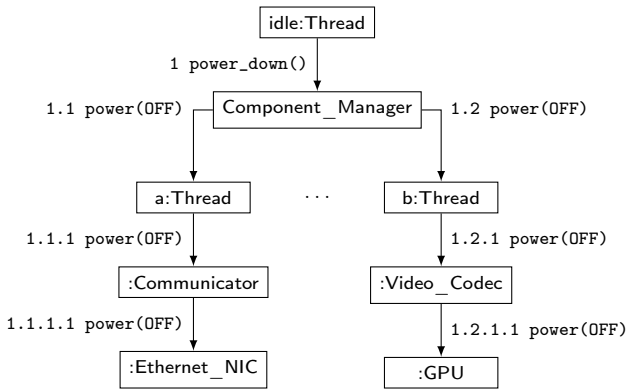 idle:Thread
1 power_down()
1.1 power(OFF)
Component_Manager
1.2 power(OFF)
a:Thread
...
b:Thread
1.1.1 power(OFF)
1.2.1 power(OFF)
:Communicator
:Video_Codec
1.1.1.1 power(OFF)
1.2.1.1 power(OFF)
:Ethernet_NIC
:GPU